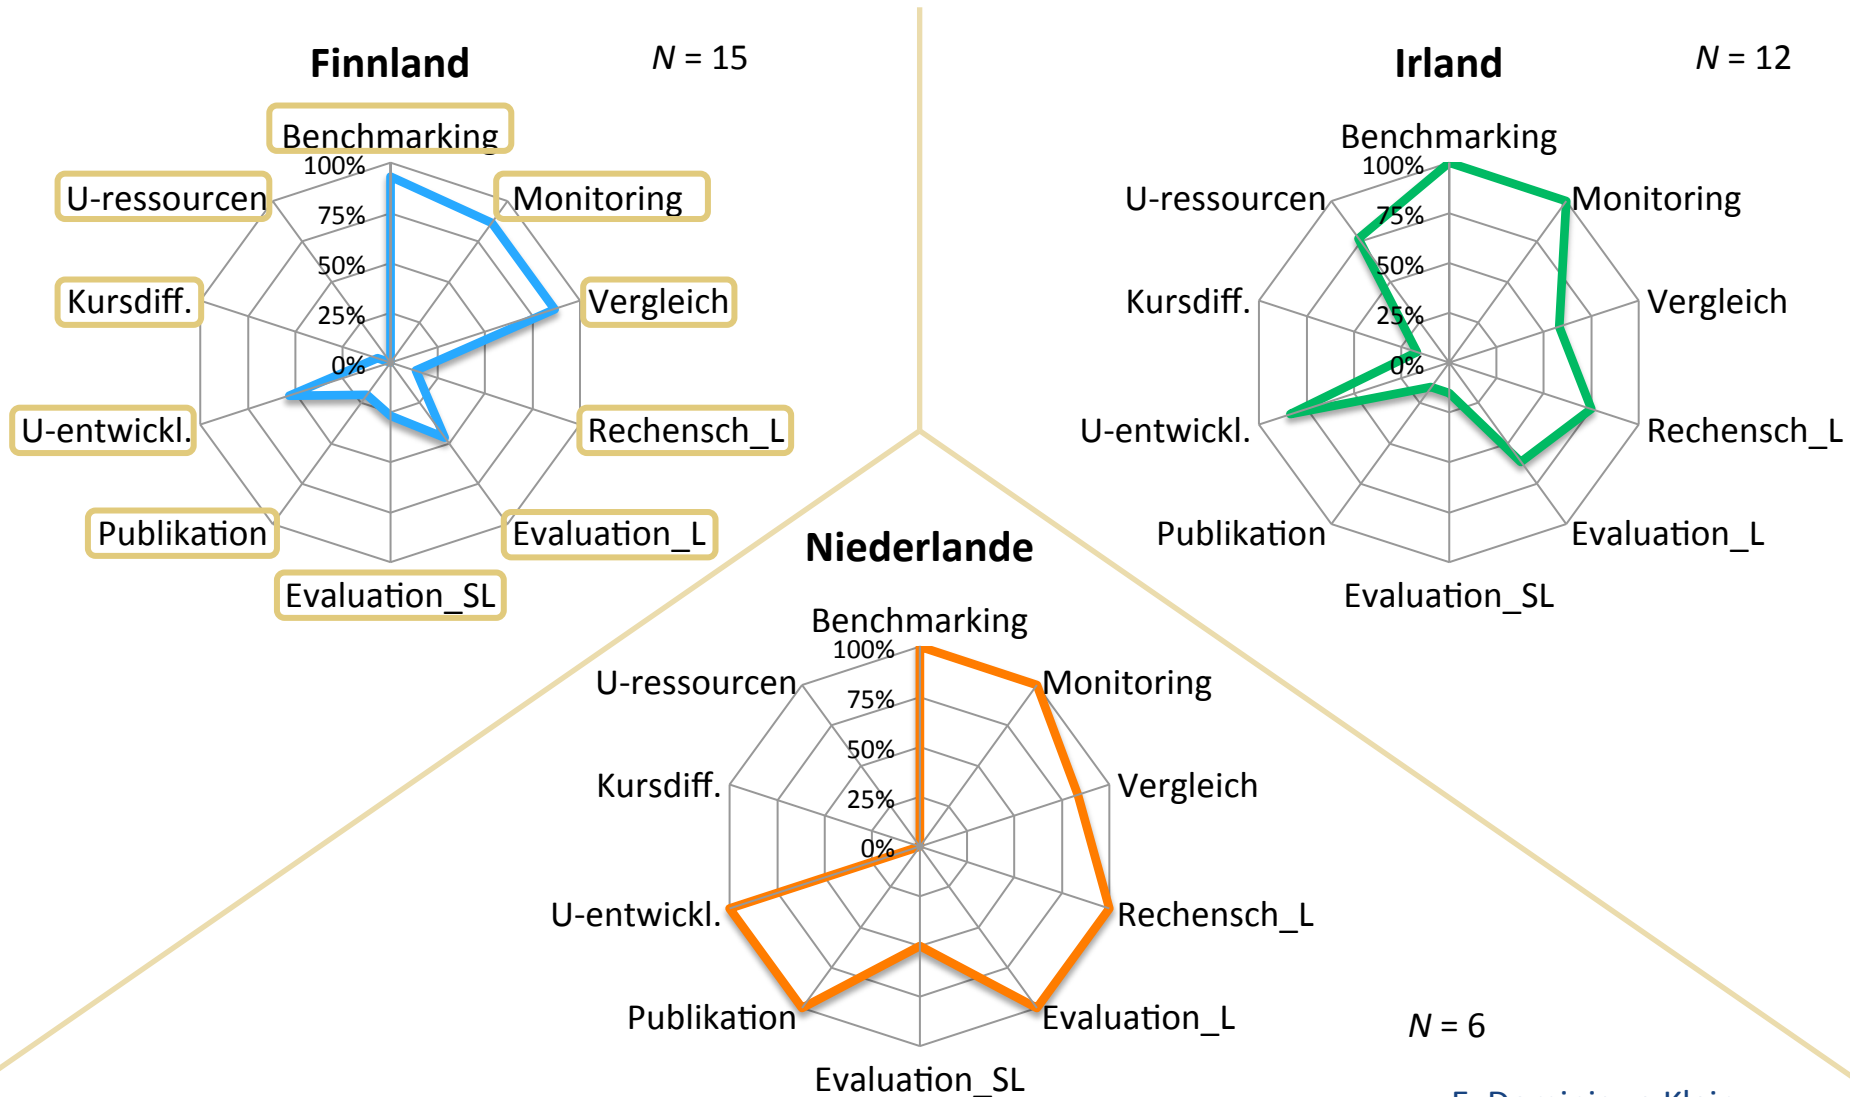 Finnland
N = 15
Benchmarking
100%
75%
50%
25%
0%
Monitoring
Vergleich
Rechensch_L
Evaluation_L
Evaluation_SL
Publikation
U-entwickl.
Kursdiff.
U-ressourcen
Irland
N = 12
Benchmarking
100%
75%
50%
25%
0%
Monitoring
Vergleich
Rechensch_L
Evaluation_L
Evaluation_SL
Publikation
U-entwickl.
Kursdiff.
U-ressourcen
Niederlande
Benchmarking
100%
75%
50%
25%
0%
Monitoring
Vergleich
Rechensch_L
Evaluation_L
Evaluation_SL
Publikation
U-entwickl.
Kursdiff.
U-ressourcen
N = 6